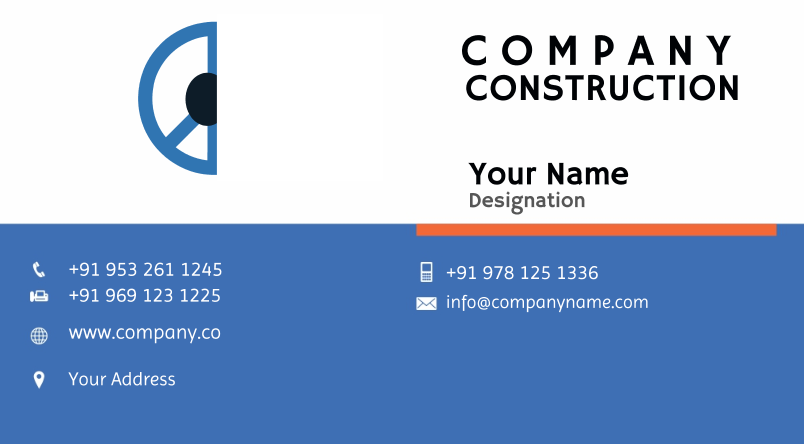 COMPANY
CONSTRUCTION
Your Name
Designation
+91 953 261 1245
+91 969 123 1225
www.company.co
Your Address
+91 978 125 1336
info@companyname.com